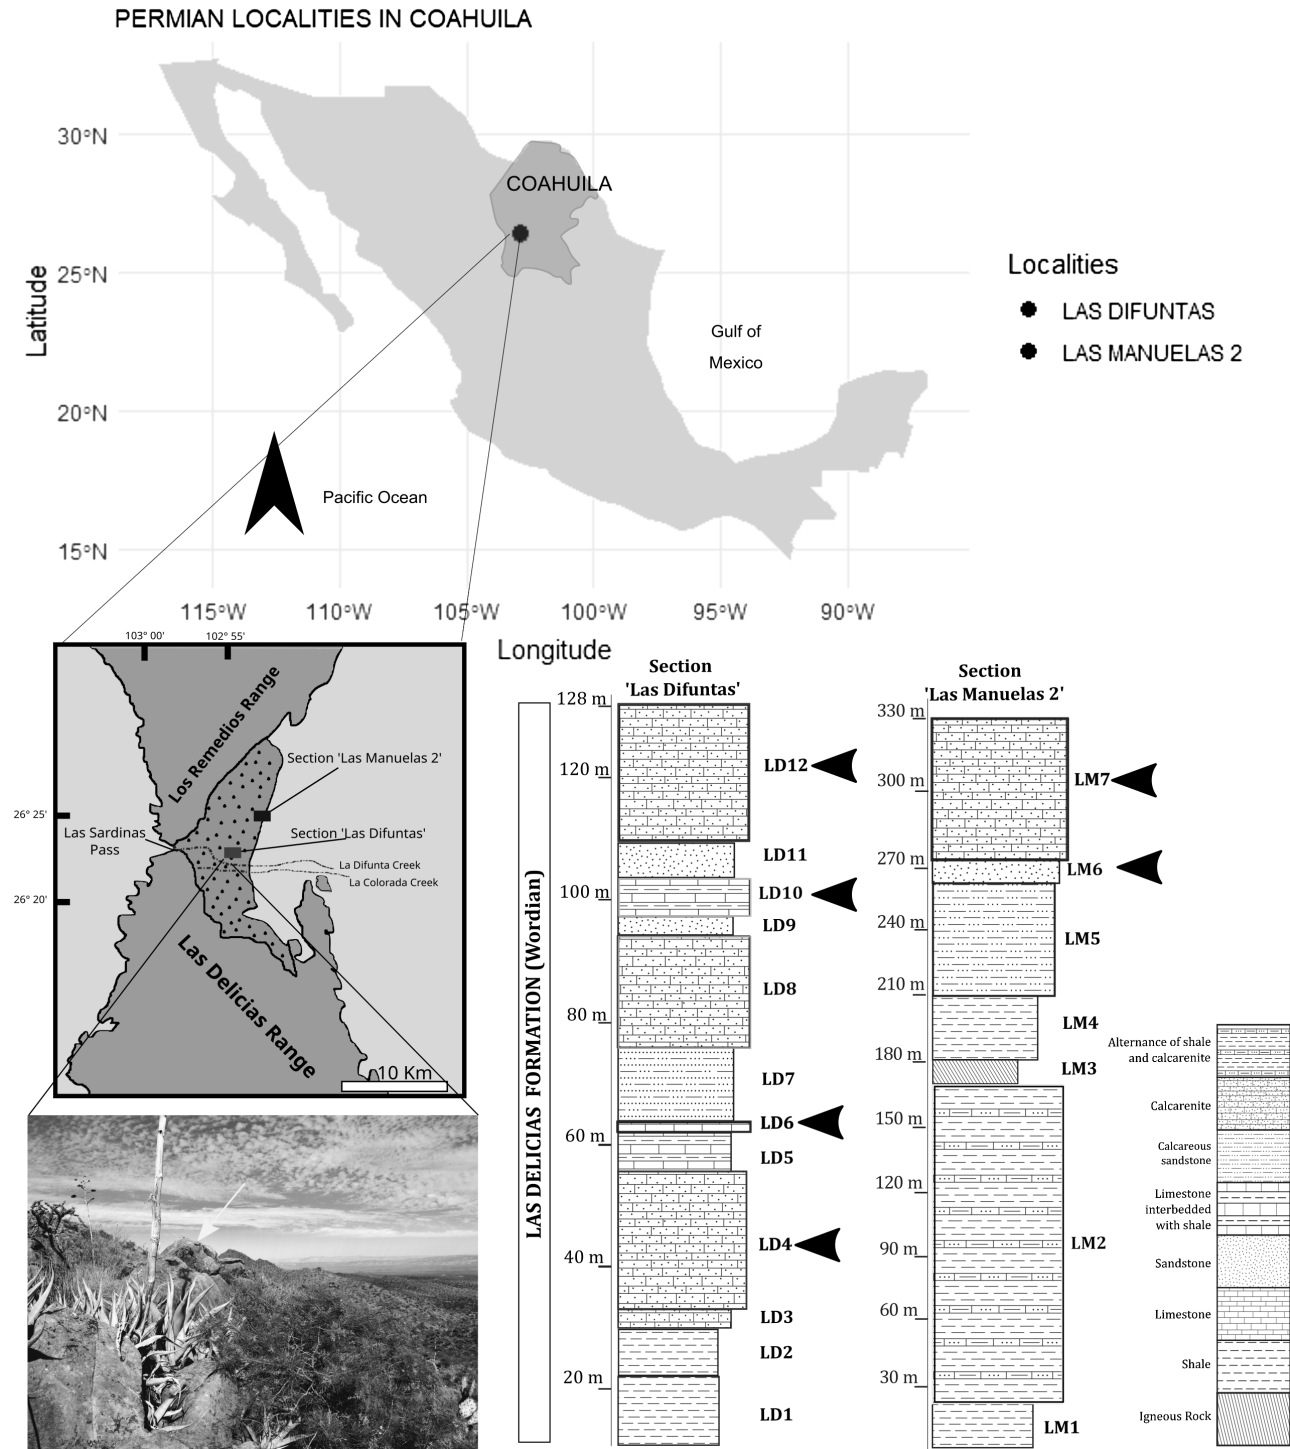 PERMIAN LOCALITIES IN COAHUILA
30°N
25°N
20°N
15°N
Latitude
COAHUILA
Gulf of
Mexico
Pacific Ocean
Localities
LAS DIFUNTAS
LAS MANUELAS 2
115°W
110°W
105°W
100°W
95°W
90°W
Longitude
103° 00'
102° 55'
26° 25'
26° 20'
Los Remedios Range
Section 'Las Manuelas 2'
Section 'Las Difuntas'
Las Sardinas
Pass
La Difunta Creek
La Colorada Creek
Las Delicias Range
10 Km
LAS DELICIAS FORMATION (Wordian)
Section
'Las Difuntas'
128 m
120 m
100 m
80 m
60 m
40 m
20 m
LD12
LD11
LD10
LD9
LD8
LD7
LD6
LD5
LD4
LD3
LD2
LD1
Section
'Las Manuelas 2'
330 m
300 m
270 m
240 m
210 m
180 m
150 m
120 m
90 m
60 m
30 m
LM7
LM6
LM5
LM4
LM3
LM2
LM1
Alternance of shale
and calcarenite
Calcarenite
Calcareous
sandstone
Limestone
interbedded
with shale
Sandstone
Limestone
Shale
Igneous Rock